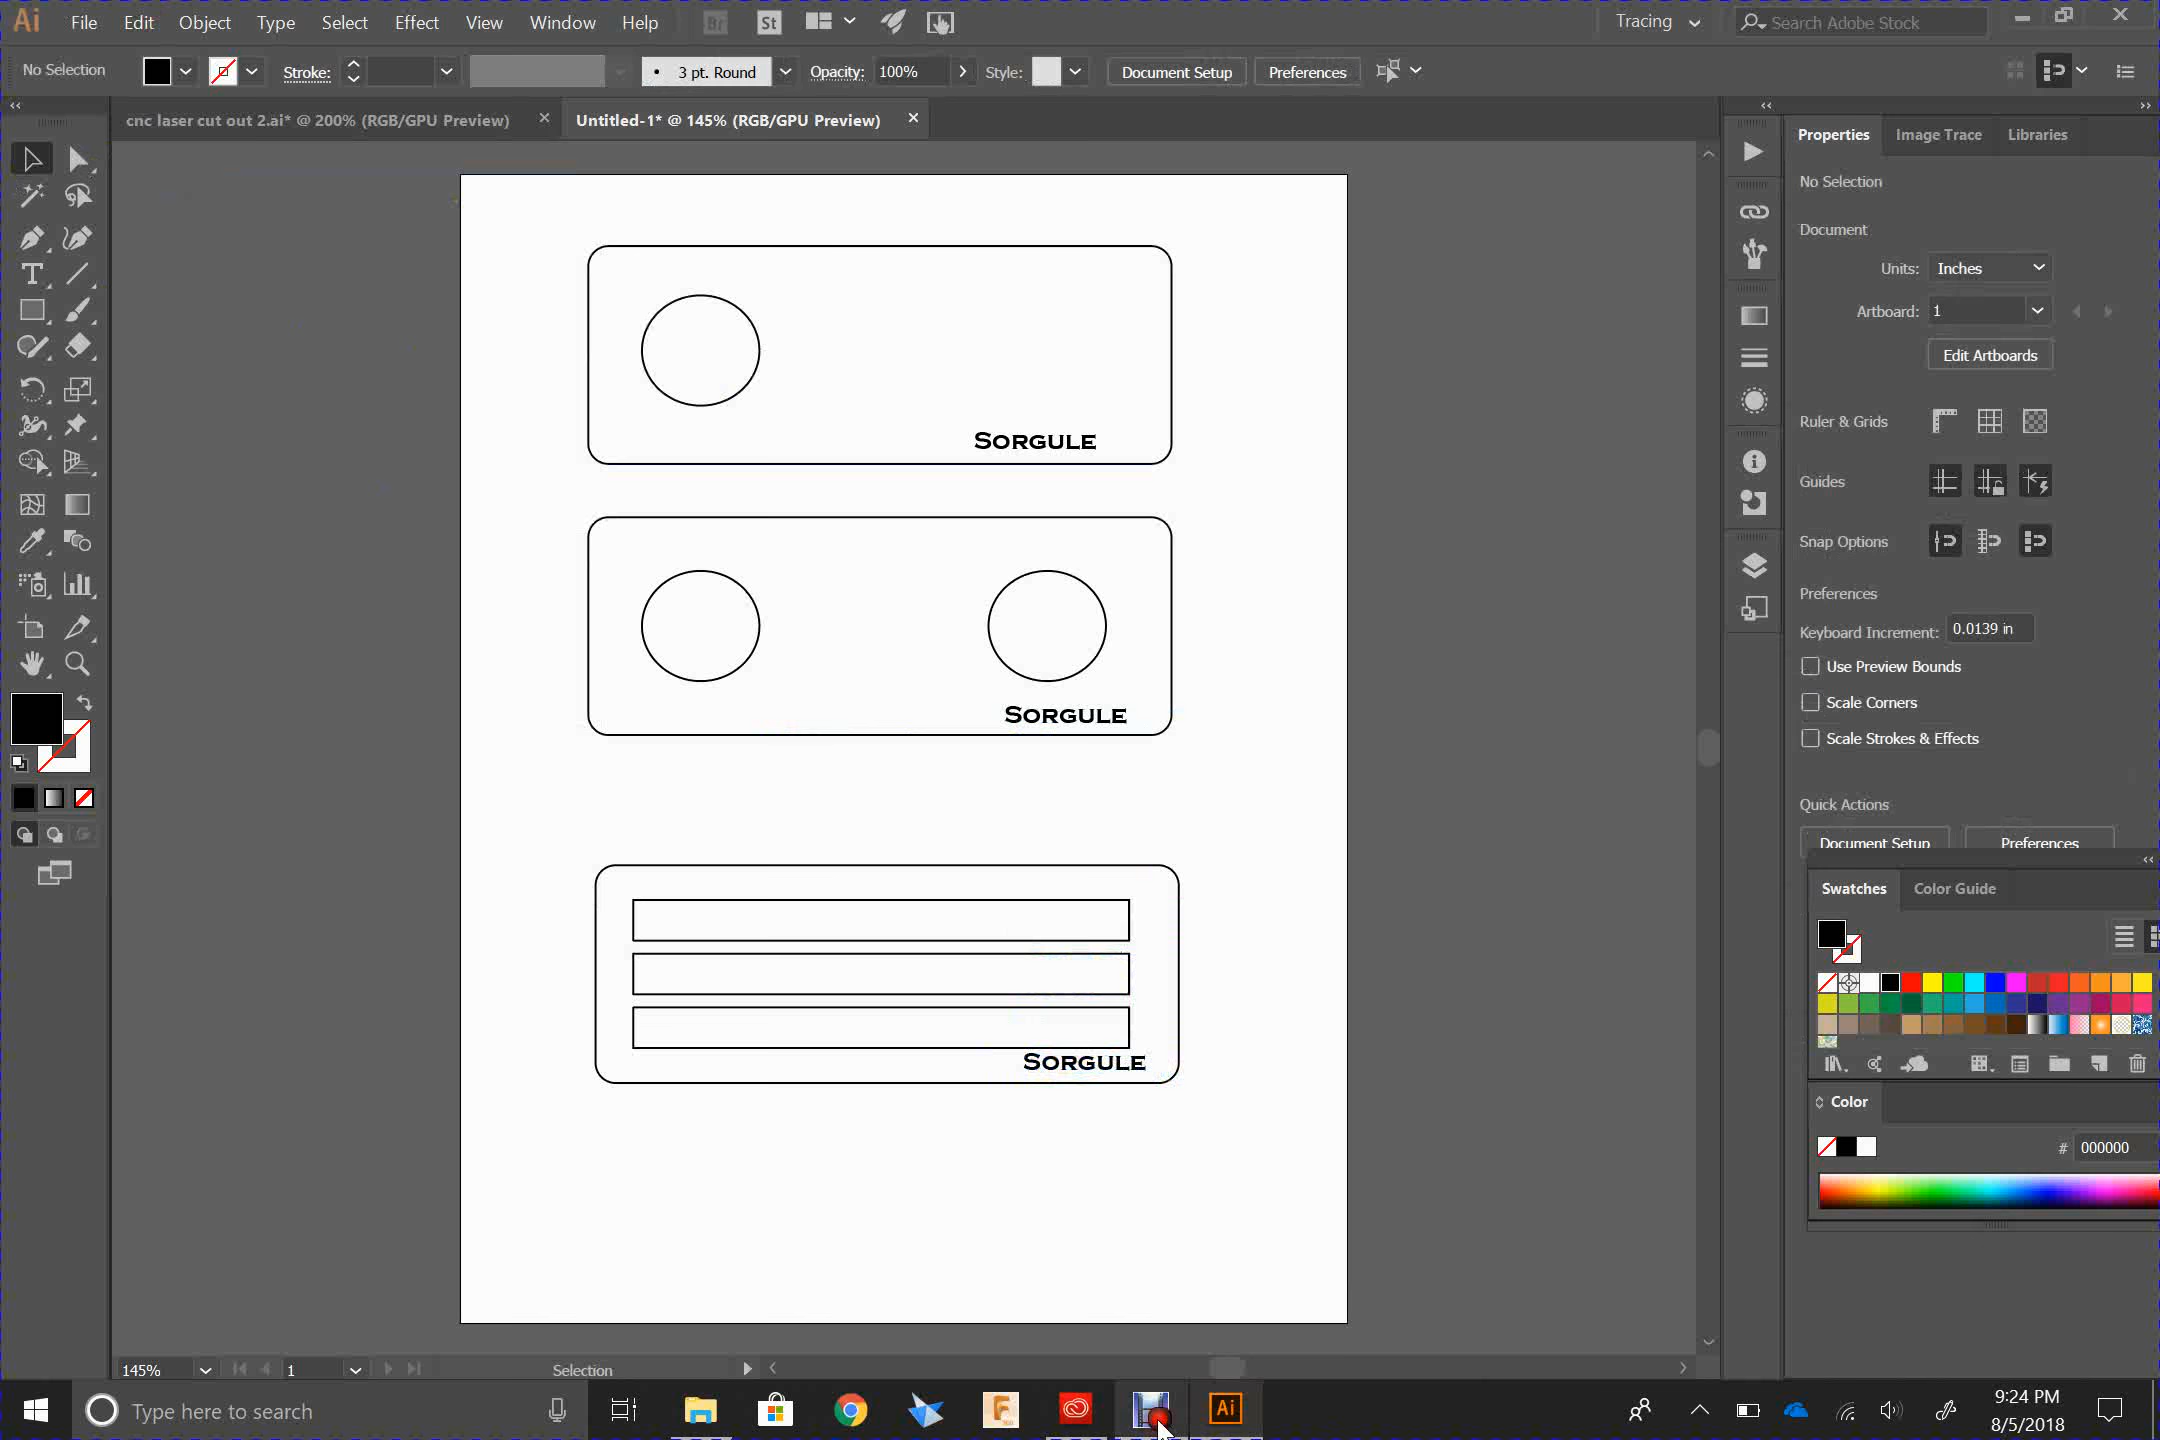 Ai File Edit Object Type Select Effect View Window Help Br St Tracing Search Adobe Stock
No Selection Stroke: 3 pt. Round Opacity: 100% Style: Document Setup Preferences
cnc laser cut out 2.ai* @ 200% (RGB/GPU Preview) Untitled-1* @ 145% (RGB/GPU Preview)
Properties Image Trace Libraries
No Selection
Document
Units: Inches
Artboard: 1
Edit Artboards
Ruler & Grids
Guides
Snap Options
Preferences
Keyboard Increment: 0.0139 in
Use Preview Bounds
Scale Corners
Scale Strokes & Effects
Quick Actions
Document Setup Preferences
Swatches Color Guide
Color
# 000000
Sorgule
Sorgule
Sorgule
145% 1 Selection
Type here to search
Ai
9:24 PM
8/5/2018